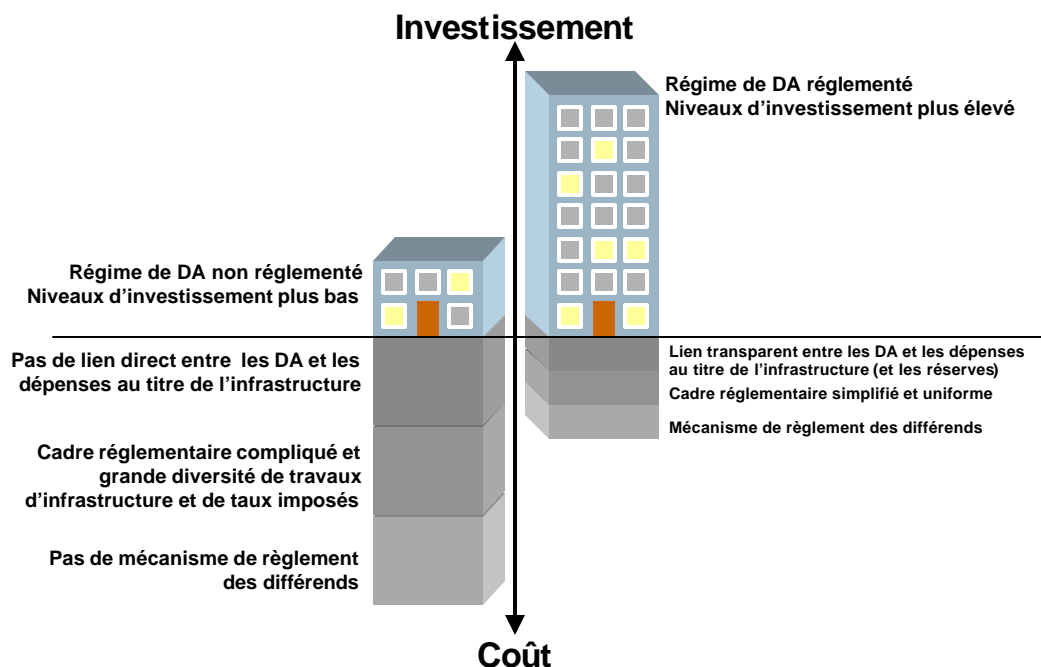 Investissement
Régime de DA réglementé
Niveaux d'investissement plus élevé
Régime de DA non réglementé
Niveaux d'investissement plus bas
Pas de lien direct entre les DA et les
dépenses au titre de l'infrastructure
Cadre réglementaire compliqué et
grande diversité de travaux
d'infrastructure et de taux imposés
Pas de mécanisme de règlement
des différends
Lien transparent entre les DA et les dépenses
au titre de l'infrastructure (et les réserves)
Cadre réglementaire simplifié et uniforme
Mécanisme de règlement des différends
Coût